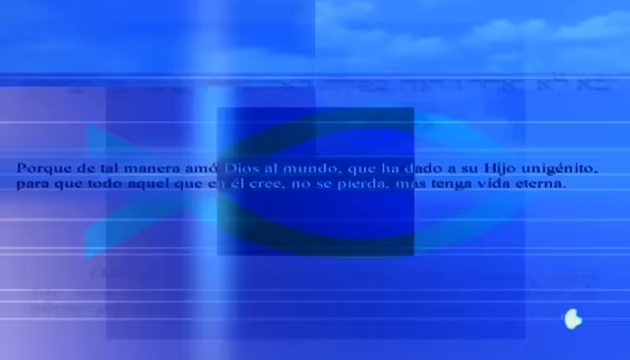 Porque de tal manera amó Dios al mundo, que ha dado a su Hijo unigénito,
para que todo aquel que en él cree, no se pierda, mas tenga vida eterna.